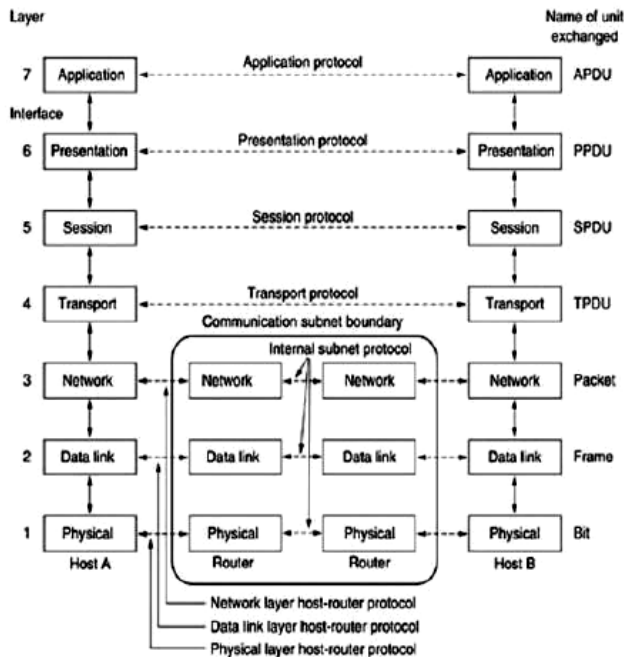 Layer
Name of unit
exchanged
7 Application Application protocol Application APDU
Interface
6 Presentation Presentation protocol Presentation PPDU
5 Session Session protocol Session SPDU
4 Transport Transport protocol Transport TPDU
Communication subnet boundary
Internal subnet protocol
3 Network Network Network Network Packet
2 Data link Data link Data link Data link Frame
1 Physical Physical Physical Physical Bit
Host A Router Router Host B
Network layer host-router protocol
Data link layer host-router protocol
Physical layer host-router protocol